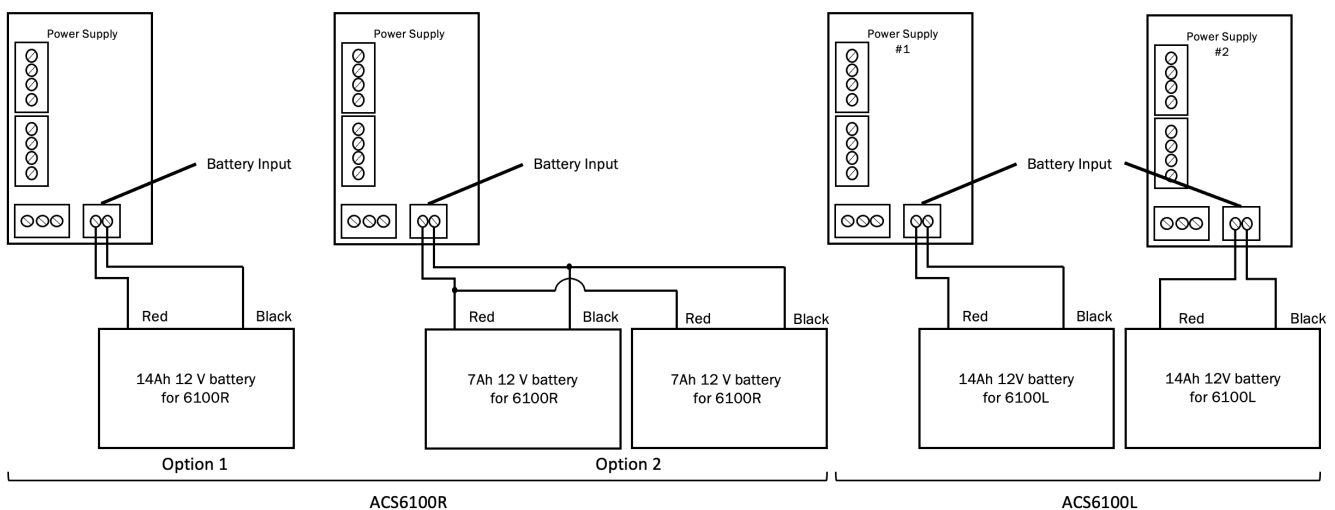 Power Supply
Battery Input
Red
Black
14Ah 12 V battery
for 6100R
Option 1
Power Supply
Battery Input
Red
Black
Red
Black
7Ah 12 V battery
for 6100R
7Ah 12 V battery
for 6100R
Option 2
ACS6100R
Power Supply
#1
Power Supply
#2
Battery Input
Red
Black
Red
Black
14Ah 12V battery
for 6100L
14Ah 12V battery
for 6100L
ACS6100L